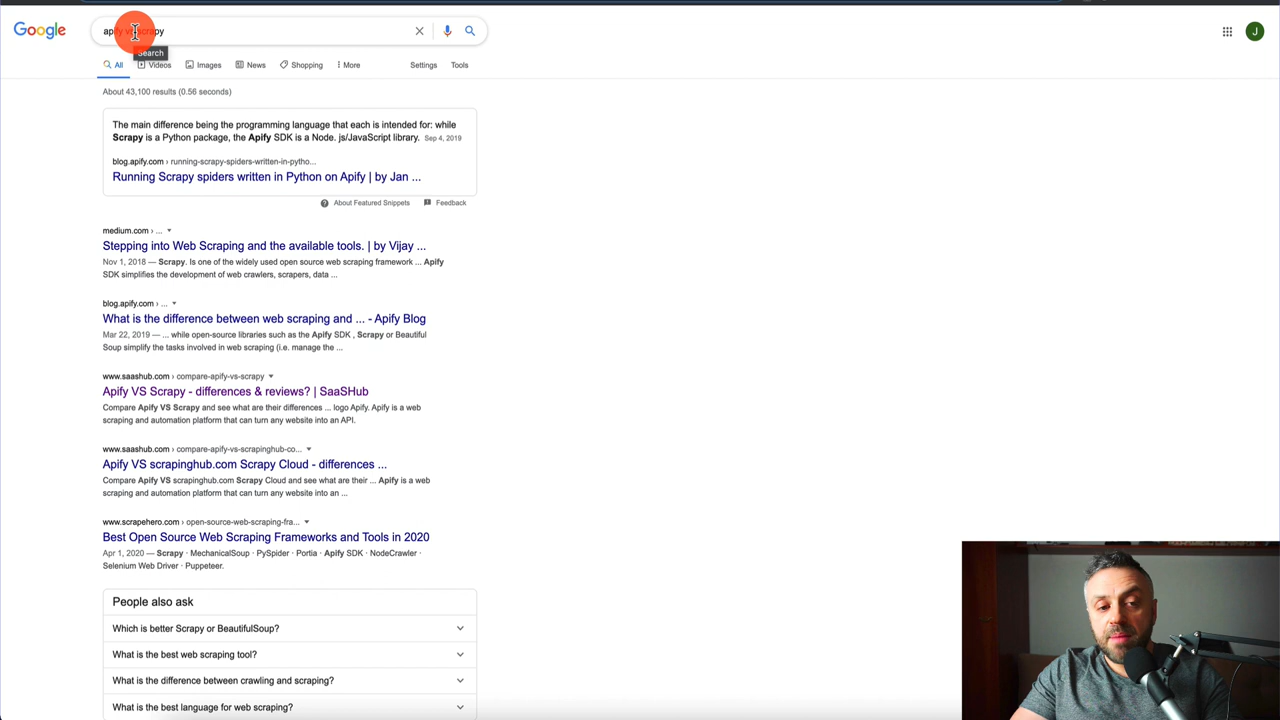 Google
apify vs scrapy
J
Search
All
Videos
Images
News
Shopping
More
Settings
Tools
About 43,100 results (0.56 seconds)
The main difference being the programming language that each is intended for: while
Scrapy is a Python package, the Apify SDK is a Node. js/JavaScript library. Sep 4, 2019
blog.apify.com › running-scrapy-spiders-written-in-pytho...
Running Scrapy spiders written in Python on Apify | by Jan ...
About Featured Snippets
Feedback
medium.com › ...
Stepping into Web Scraping and the available tools. | by Vijay ...
Nov 1, 2018 — Scrapy. Is one of the widely used open source web scraping framework ... Apify
SDK simplifies the development of web crawlers, scrapers, data ...
blog.apify.com › ...
What is the difference between web scraping and ... - Apify Blog
Mar 22, 2019 — ... while open-source libraries such as the Apify SDK , Scrapy or Beautiful
Soup simplify the tasks involved in web scraping (i.e. manage the ...
www.saashub.com › compare-apify-vs-scrapy
Apify VS Scrapy - differences & reviews? | SaaSHub
Compare Apify VS Scrapy and see what are their differences ... logo Apify. Apify is a web
scraping and automation platform that can turn any website into an API.
www.saashub.com › compare-apify-vs-scrapinghub-co...
Apify VS scrapinghub.com Scrapy Cloud - differences ...
Compare Apify VS scrapinghub.com Scrapy Cloud and see what are their ... Apify is a web
scraping and automation platform that can turn any website into an ...
www.scrapehero.com › open-source-web-scraping-fra...
Best Open Source Web Scraping Frameworks and Tools in 2020
Apr 1, 2020 — Scrapy · MechanicalSoup · PySpider · Portia · Apify SDK · NodeCrawler ·
Selenium Web Driver · Puppeteer.
People also ask
Which is better Scrapy or BeautifulSoup?
What is the best web scraping tool?
What is the difference between crawling and scraping?
What is the best language for web scraping?